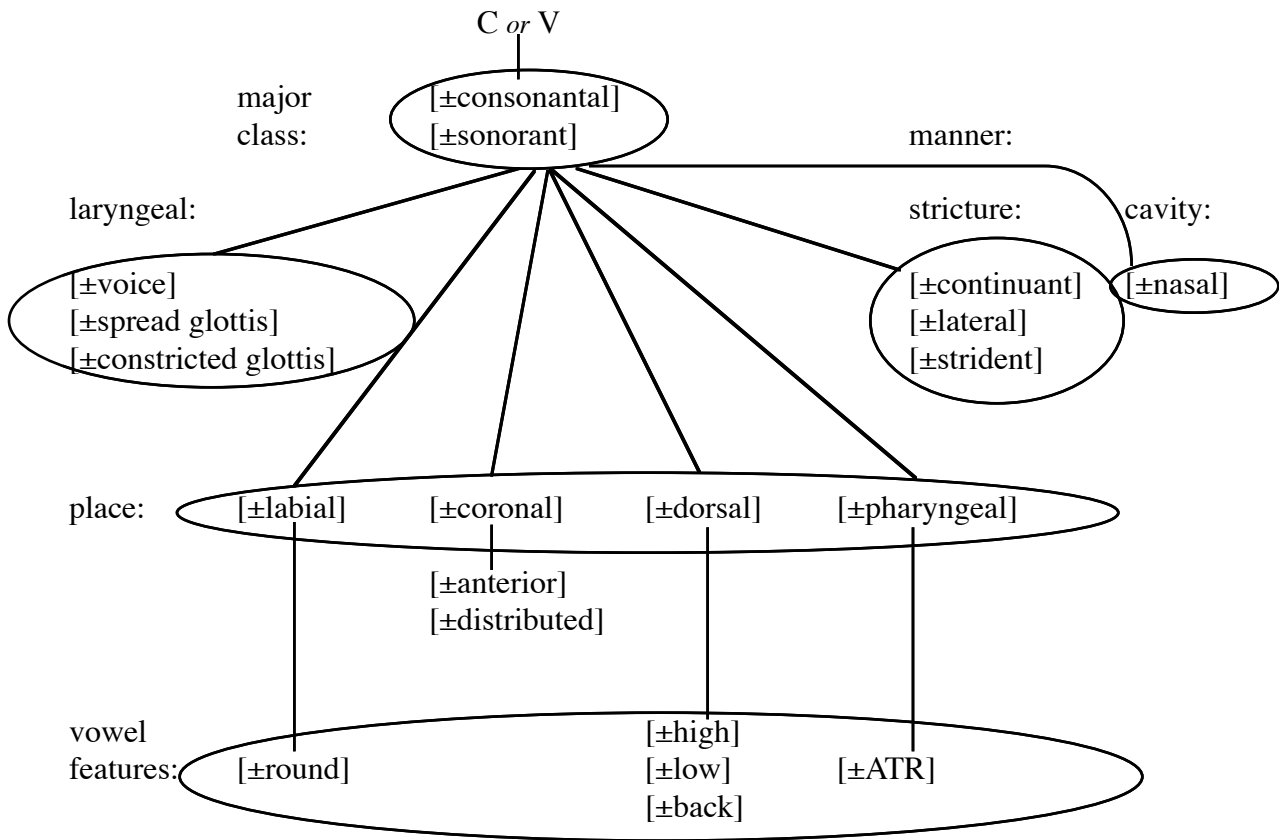 C or V
major [±consonantal]
class: [±sonorant] manner:
laryngeal: stricture: cavity:
[±voice] [±continuant] [±nasal]
[±spread glottis] [±lateral]
[±constricted glottis] [±strident]
place: [±labial] [±coronal] [±dorsal] [±pharyngeal]
[±anterior]
[±distributed]
vowel [±high]
features: [±round] [±low] [±ATR]
[±back]